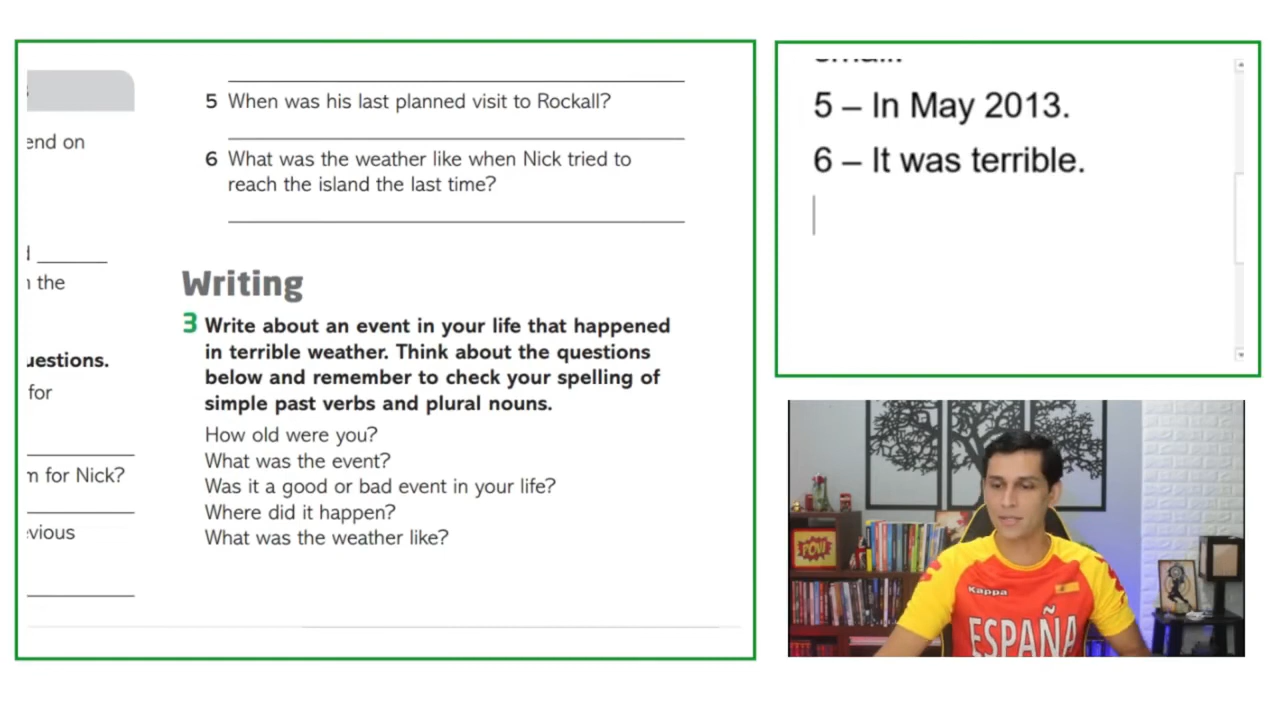 end on
the
uestions.
for
m for Nick?
evious
5 When was his last planned visit to Rockall?
6 What was the weather like when Nick tried to
reach the island the last time?
Writing
3 Write about an event in your life that happened
in terrible weather. Think about the questions
below and remember to check your spelling of
simple past verbs and plural nouns.
How old were you?
What was the event?
Was it a good or bad event in your life?
Where did it happen?
What was the weather like?
5 – In May 2013.
6 – It was terrible.
POW
Kappa
ESPAÑA